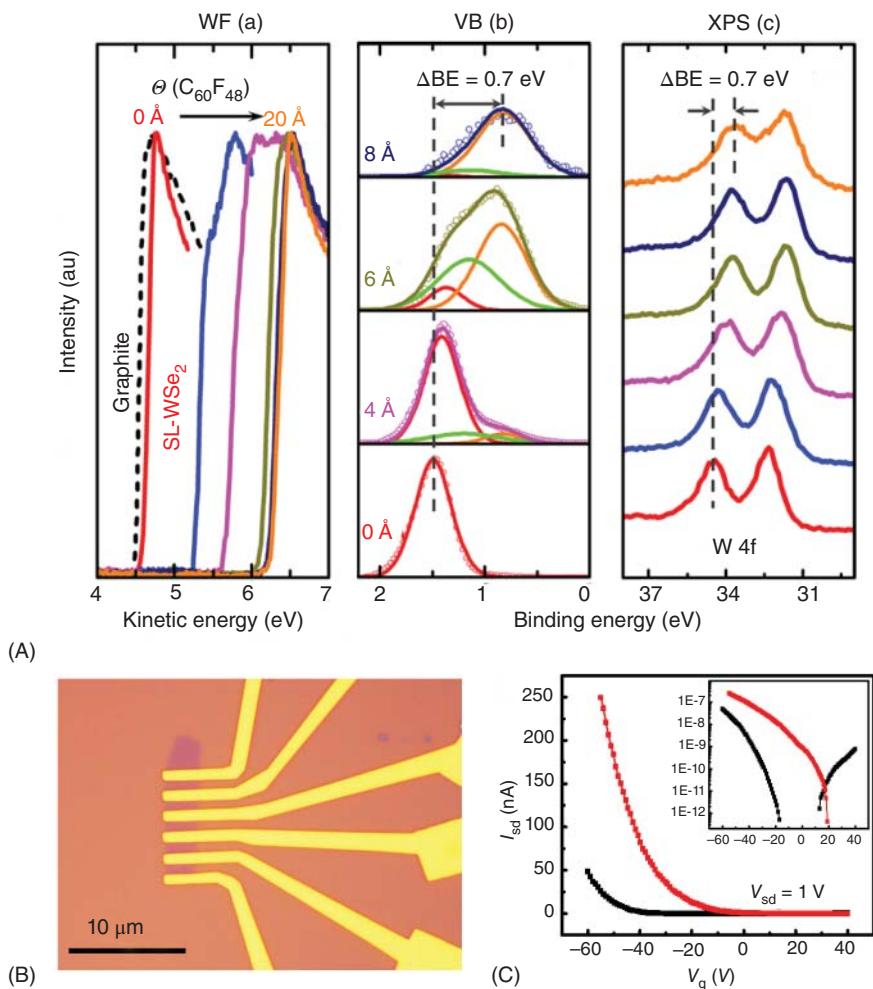 WF (a)
VB (b)
XPS (c)
Θ (C₆₀F₄₈)
0 Å
20 Å
Graphite
SL-WSe₂
Intensity (au)
4 5 6 7
Kinetic energy (eV)
ΔBE = 0.7 eV
8 Å
6 Å
4 Å
0 Å
2 1 0
ΔBE = 0.7 eV
W 4f
37 34 31
Binding energy (eV)
(A)
10 μm
(B)
250
200
150
100
50
0
I_sd (nA)
−60 −40 −20 0 20 40
V_g (V)
V_sd = 1 V
1E-7
1E-8
1E-9
1E-10
1E-11
1E-12
−60 −40 −20 0 20 40
(C)